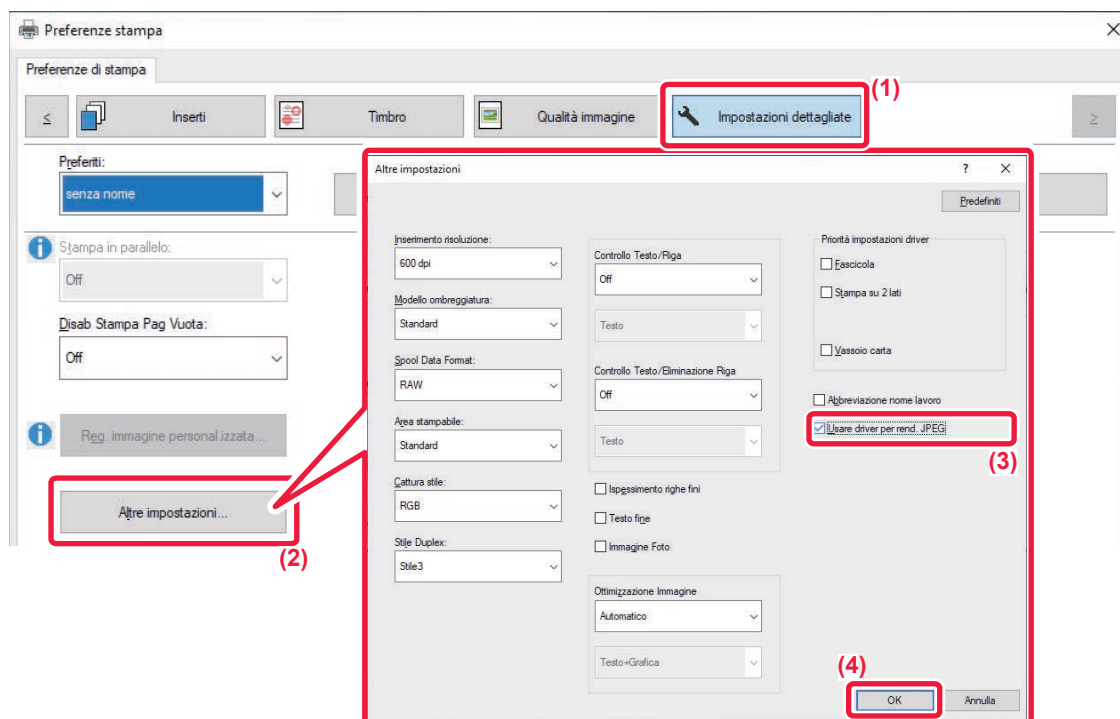 Preferenze stampa
Preferenze di stampa
(1)
<
Inserti
Timbro
Qualità immagine
Impostazioni dettagliate
>
Preferiti:
senza nome
Stampa in parallelo:
Off
Disab Stampa Pag Vuota:
Off
Reg. immagine personal.izzata...
Altre impostazioni...
(2)
Altre impostazioni
?
Predefiniti
Inserimento risoluzione:
600 dpi
Modello ombreggiatura:
Standard
Spool Data Format:
RAW
Area stampabile:
Standard
Cattura stile:
RGB
Stile Duplex:
Stile3
Controllo Testo/Riga
Off
Testo
Controllo Testo/Eliminazione Riga
Off
Testo
Ispessimento righe fini
Testo fine
Immagine Foto
Ottimizzazione Immagine
Automatico
Testo+Grafica
Priorità impostazioni driver
Fascicola
Stampa su 2 lati
Vassoio carta
Abbreviazione nome lavoro
Usare driver per rend. JPEG
(3)
(4)
OK
Annulla